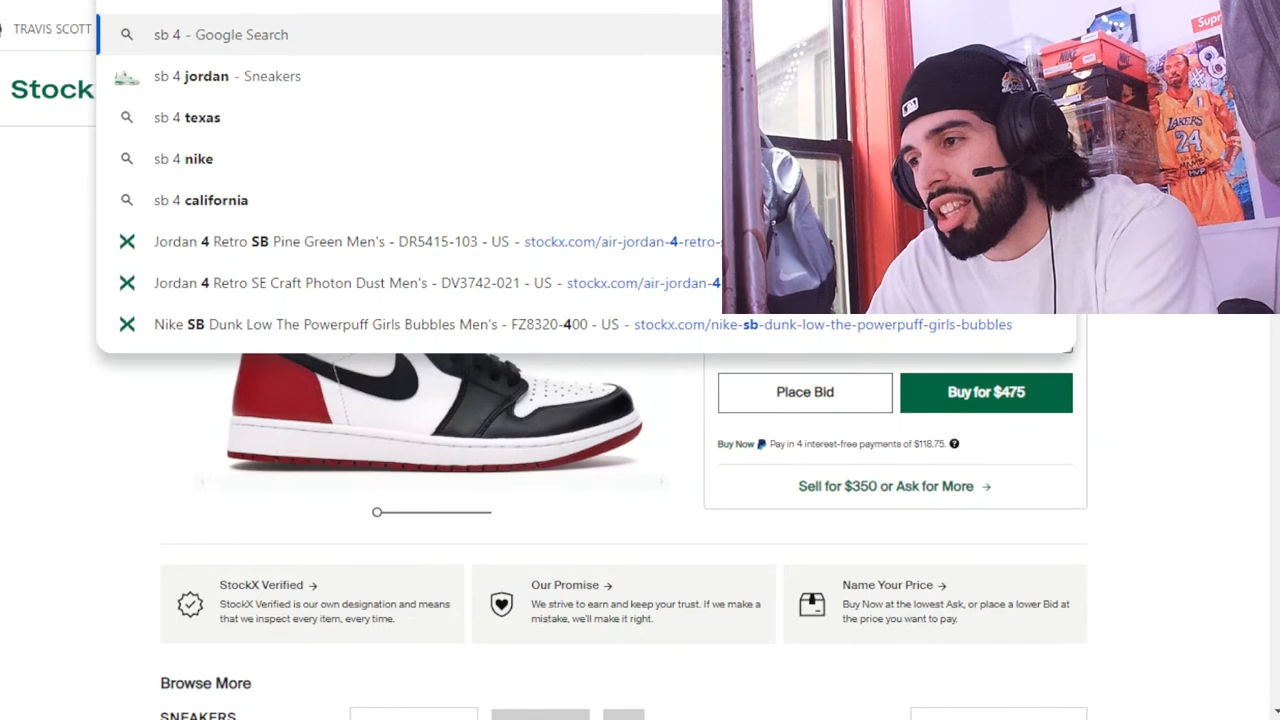 TRAVIS SCOTT
sb 4 - Google Search
Stock
sb 4 jordan - Sneakers
sb 4 texas
sb 4 nike
sb 4 california
Jordan 4 Retro SB Pine Green Men's - DR5415-103 - US - stockx.com/air-jordan-4-retro-
Jordan 4 Retro SE Craft Photon Dust Men's - DV3742-021 - US - stockx.com/air-jordan-4
Nike SB Dunk Low The Powerpuff Girls Bubbles Men's - FZ8320-400 - US - stockx.com/nike-sb-dunk-low-the-powerpuff-girls-bubbles
Supr
LAKERS
24
MAMBA
MVP
Place Bid
Buy for $475
Buy Now Pay in 4 interest-free payments of $118.75. ?
Sell for $350 or Ask for More →
StockX Verified →
StockX Verified is our own designation and means
that we inspect every item, every time.
Our Promise →
We strive to earn and keep your trust. If we make a
mistake, we'll make it right.
Name Your Price →
Buy Now at the lowest Ask, or place a lower Bid at
the price you want to pay.
Browse More
SNEAKERS